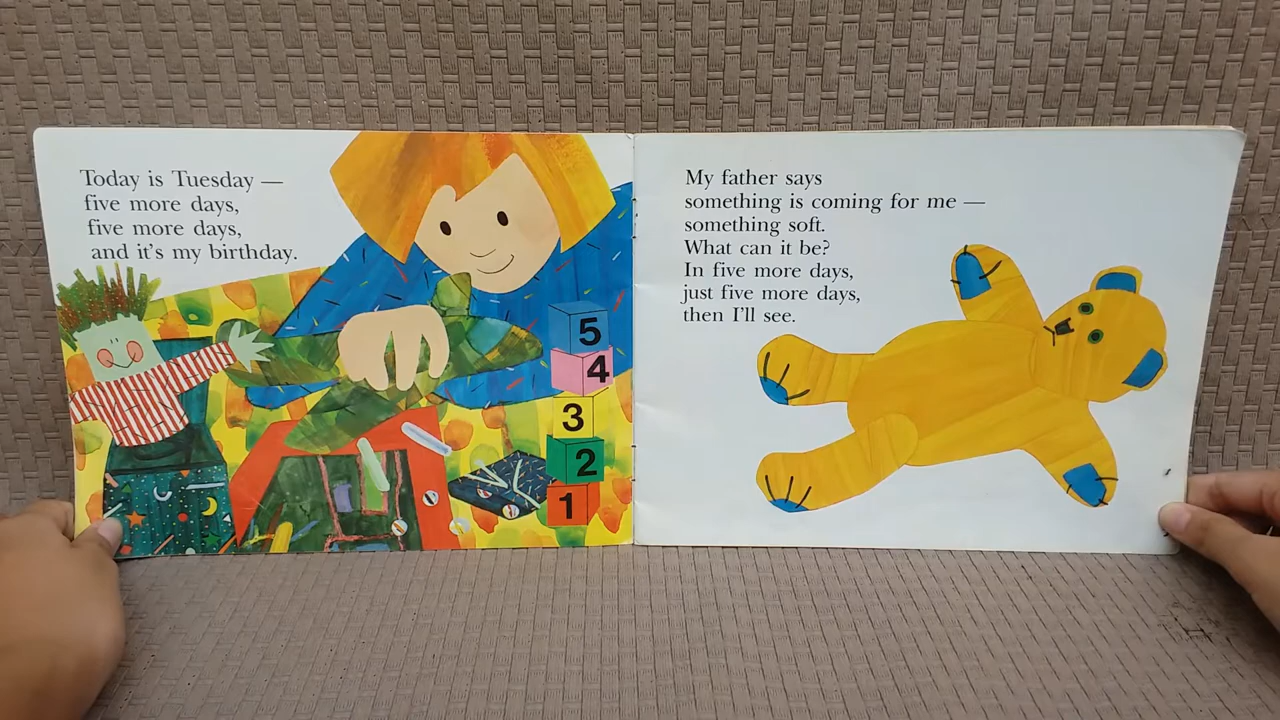 Today is Tuesday —
five more days,
five more days,
and it's my birthday.
5
4
3
2
1
My father says
something is coming for me —
something soft.
What can it be?
In five more days,
just five more days,
then I'll see.